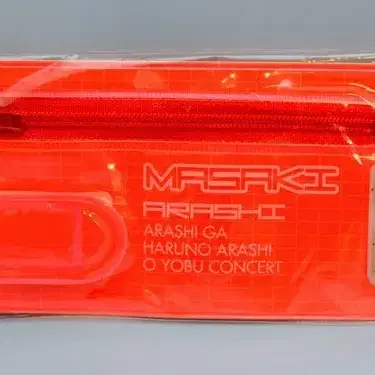 MASAKI
ARASHI
ARASHI GA
HARUNO ARASHI
O YOBU CONCERT